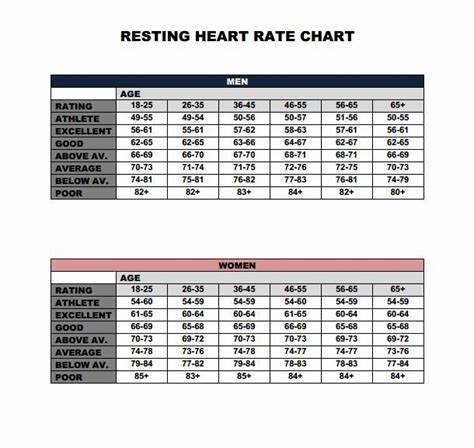 RESTING HEART RATE CHART
MEN
AGE
RATING 18-25 26-35 36-45 46-55 56-65 65+
ATHLETE 49-55 49-54 50-56 50-57 51-56 50-55
EXCELLENT 56-61 55-61 57-62 58-63 57-61 56-61
GOOD 62-65 62-65 63-66 64-67 62-67 62-65
ABOVE AV. 66-69 66-70 67-70 68-71 68-71 66-69
AVERAGE 70-73 71-74 71-75 72-76 72-75 70-73
BELOW AV. 74-81 75-81 76-82 77-83 76-81 74-79
POOR 82+ 82+ 83+ 84+ 82+ 80+
WOMEN
AGE
RATING 18-25 26-35 36-45 46-55 56-65 65+
ATHLETE 54-60 54-59 54-59 54-60 54-59 54-59
EXCELLENT 61-65 60-64 60-64 61-65 60-64 60-64
GOOD 66-69 65-68 65-69 66-69 65-68 65-68
ABOVE AV. 70-73 69-72 70-73 70-73 69-73 69-72
AVERAGE 74-78 73-76 74-78 74-77 74-77 73-76
BELOW AV. 79-84 77-82 79-84 78-83 78-83 77-84
POOR 85+ 83+ 85+ 84+ 84+ 84+